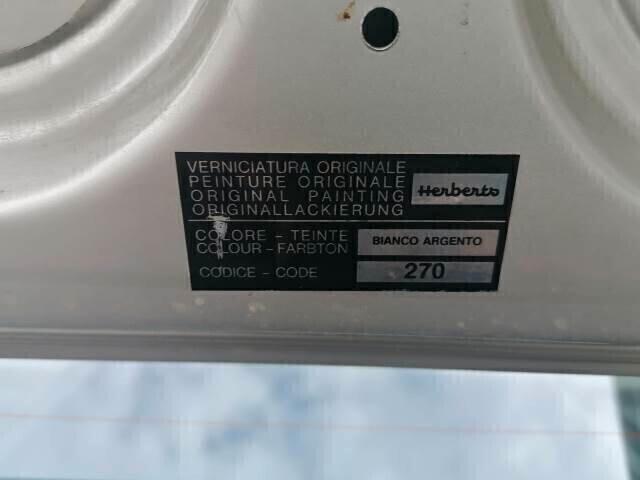 VERNICIATURA ORIGINALE
PEINTURE ORIGINALE
ORIGINAL PAINTING
ORIGINALLACKIERUNG
Herberts
COLORE - TEINTE
COLOUR - FARBTON
BIANCO ARGENTO
CODICE - CODE
270